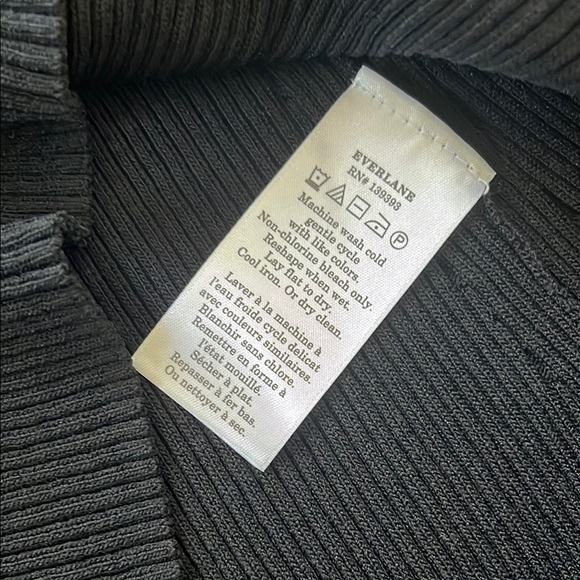 EVERLANE
RN# 139393
P
Machine wash cold
gentle cycle
with like colors.
Non-chlorine bleach only.
Reshape when wet.
Lay flat to dry.
Cool iron. Or dry clean.
Laver à la machine à
l'eau froide cycle delicat
avec couleurs similaires.
Blanchir sans chlore.
Remettre en forme à
l'état mouillé.
Sécher à plat.
Repasser à fer bas.
Ou nettoyer à sec.